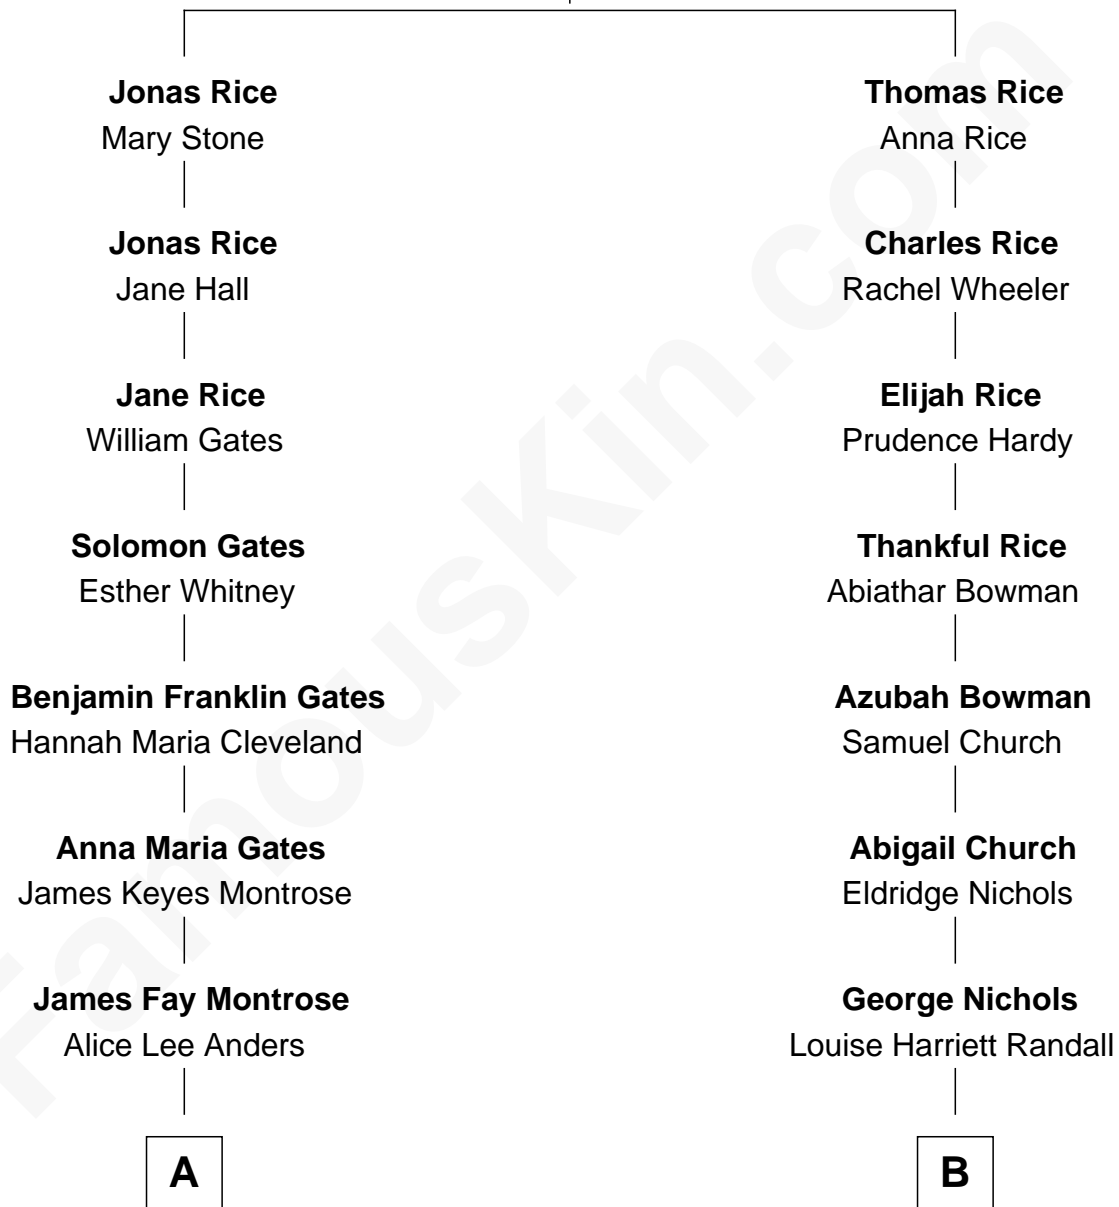 Jonas Rice
Mary Stone
Jonas Rice
Jane Hall
Jane Rice
William Gates
Solomon Gates
Esther Whitney
Benjamin Franklin Gates
Hannah Maria Cleveland
Anna Maria Gates
James Keyes Montrose
James Fay Montrose
Alice Lee Anders
A
Thomas Rice
Anna Rice
Charles Rice
Rachel Wheeler
Elijah Rice
Prudence Hardy
Thankful Rice
Abiathar Bowman
Azubah Bowman
Samuel Church
Abigail Church
Eldridge Nichols
George Nichols
Louise Harriett Randall
B
FamousKin.com